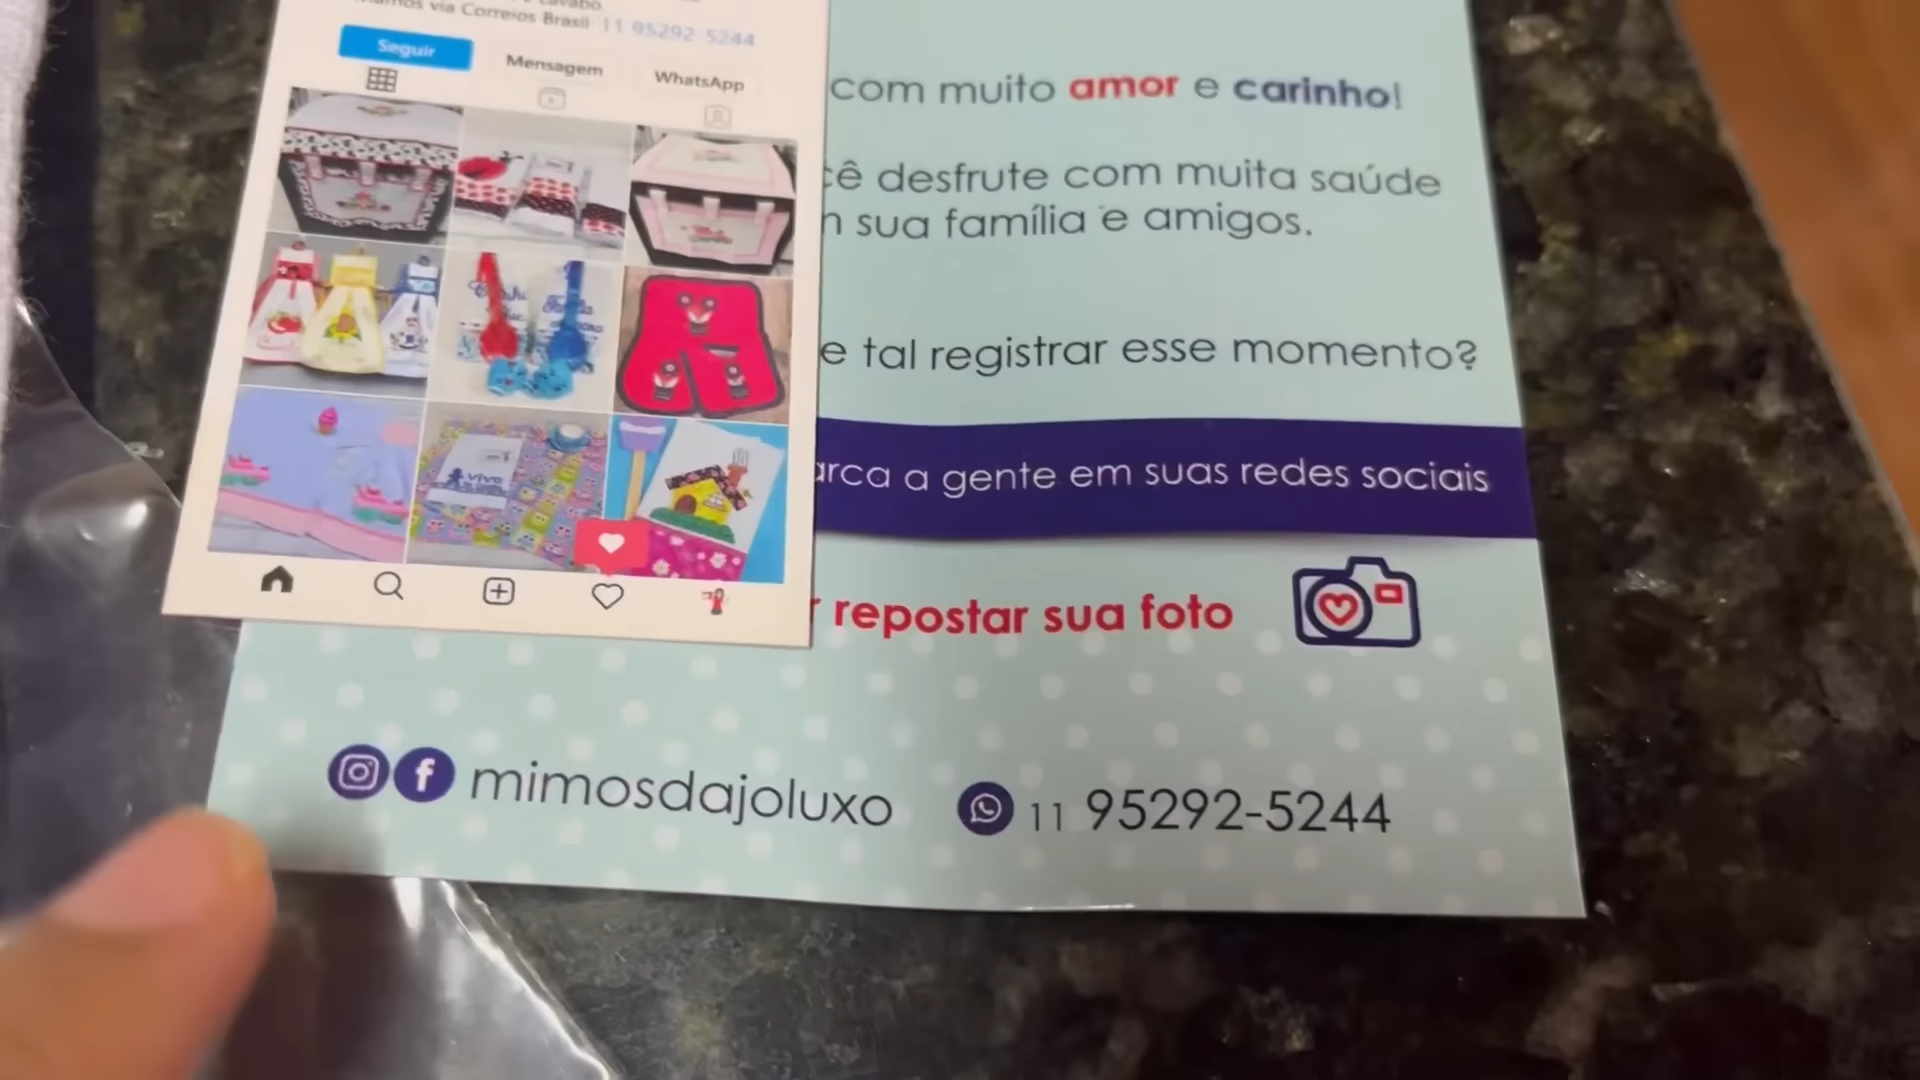 via Correios Brasil 11 95292-5244
Seguir
Mensagem
WhatsApp
com muito amor e carinho!
cê desfrute com muita saúde
sua família e amigos.
e tal registrar esse momento?
arca a gente em suas redes sociais
repostar sua foto
mimosdajoluxo
11 95292-5244